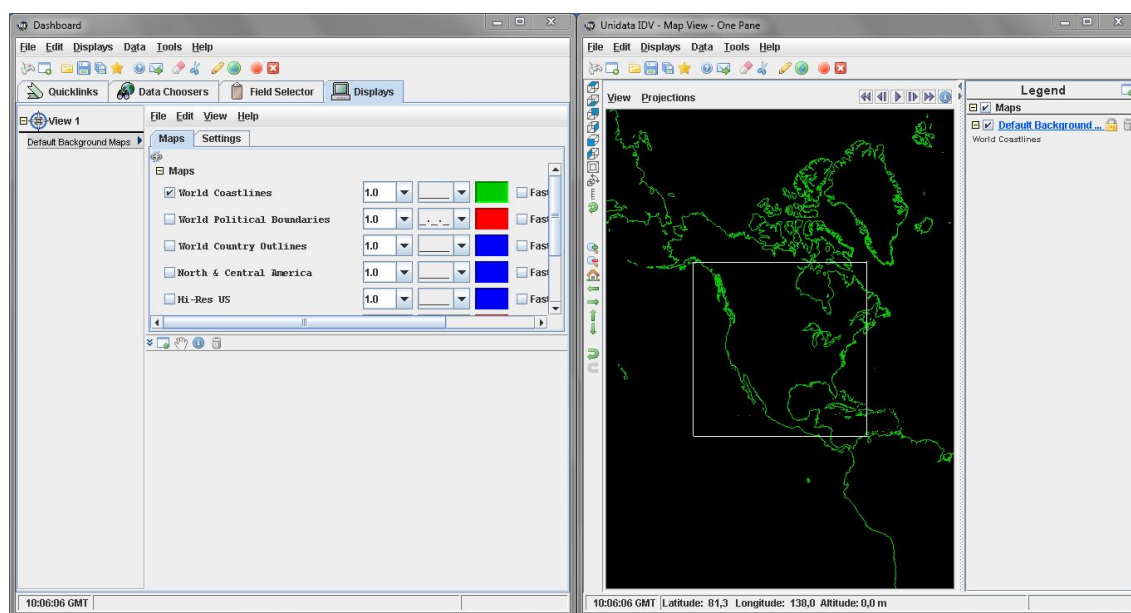 Dashboard
File Edit Displays Data Tools Help
Quicklinks Data Choosers Field Selector Displays
View 1
Default Background Maps
File Edit View Help
Maps Settings
Maps
World Coastlines 1.0 Fast
World Political Boundaries 1.0 _._._ Fast
World Country Outlines 1.0 Fast
North & Central America 1.0 Fast
Hi-Res US 1.0 Fast
10:06:06 GMT
Unidata IDV - Map View - One Pane
File Edit Displays Data Tools Help
View Projections
Legend
Maps
Default Background ...
World Coastlines
10:06:06 GMT Latitude: 81,3 Longitude: 138,0 Altitude: 0,0 m